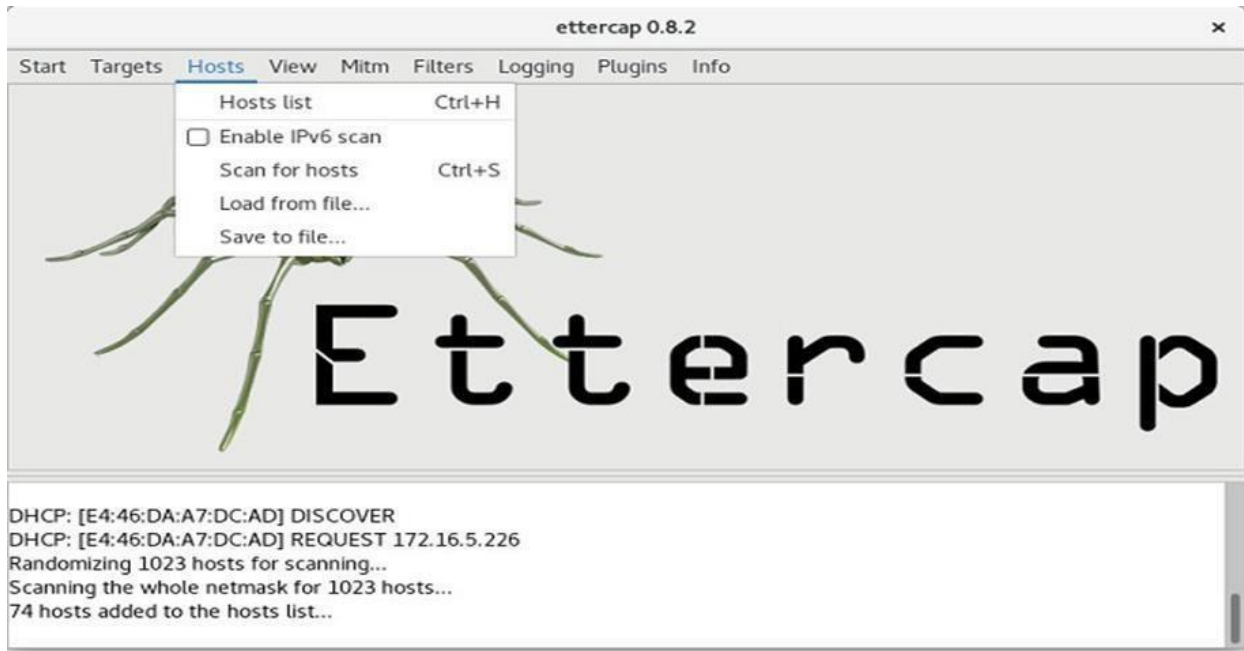 ettercap 0.8.2 ×
Start Targets Hosts View Mitm Filters Logging Plugins Info
Hosts list Ctrl+H
Enable IPv6 scan
Scan for hosts Ctrl+S
Load from file...
Save to file...
Ettercap
DHCP: [E4:46:DA:A7:DC:AD] DISCOVER
DHCP: [E4:46:DA:A7:DC:AD] REQUEST 172.16.5.226
Randomizing 1023 hosts for scanning...
Scanning the whole netmask for 1023 hosts...
74 hosts added to the hosts list...